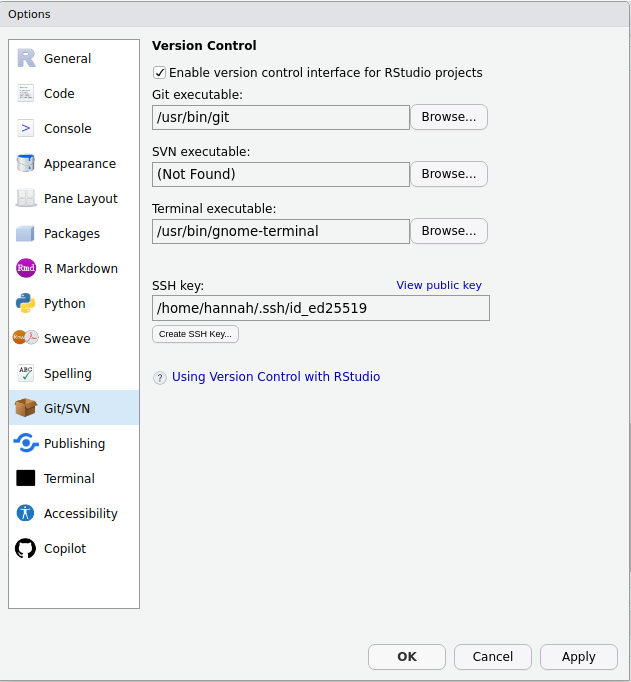 Options
General
Code
Console
Appearance
Pane Layout
Packages
Rmd R Markdown
Python
Sweave
ABC Spelling
Git/SVN
Publishing
Terminal
Accessibility
Copilot
Version Control
Enable version control interface for RStudio projects
Git executable:
/usr/bin/git Browse...
SVN executable:
(Not Found) Browse...
Terminal executable:
/usr/bin/gnome-terminal Browse...
SSH key: View public key
/home/hannah/.ssh/id_ed25519
Create SSH Key...
? Using Version Control with RStudio
OK Cancel Apply